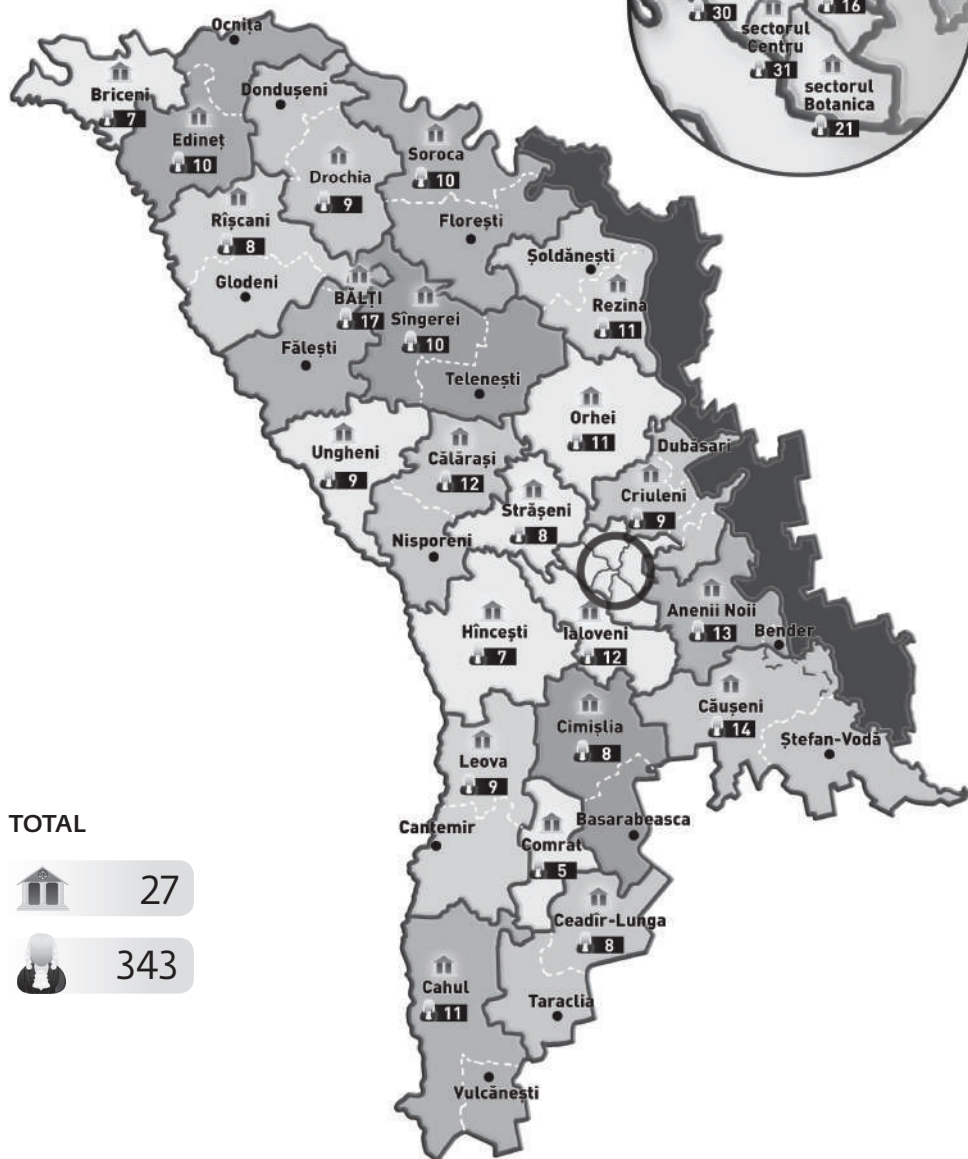 30
16
sectorul
Centru
31
sectorul
Botanica
21
Ocnița
Briceni
7
Dondușeni
Edineț
10
Soroca
10
Drochia
9
Rîșcani
8
Florești
Șoldănești
Glodeni
BĂLȚI
17
Sîngerei
10
Rezina
11
Fălești
Telenești
Orhei
11
Ungheni
9
Călărași
12
Dubăsari
Criuleni
9
Strășeni
8
Nisporeni
Anenii Noii
13
Bender
Hîncești
7
Ialoveni
12
Căușeni
14
Cimișlia
8
Ștefan-Vodă
Leova
9
Cantemir
Basarabeasca
Comrat
5
Ceadîr-Lunga
8
Cahul
11
Taraclia
Vulcănești
TOTAL
27
343